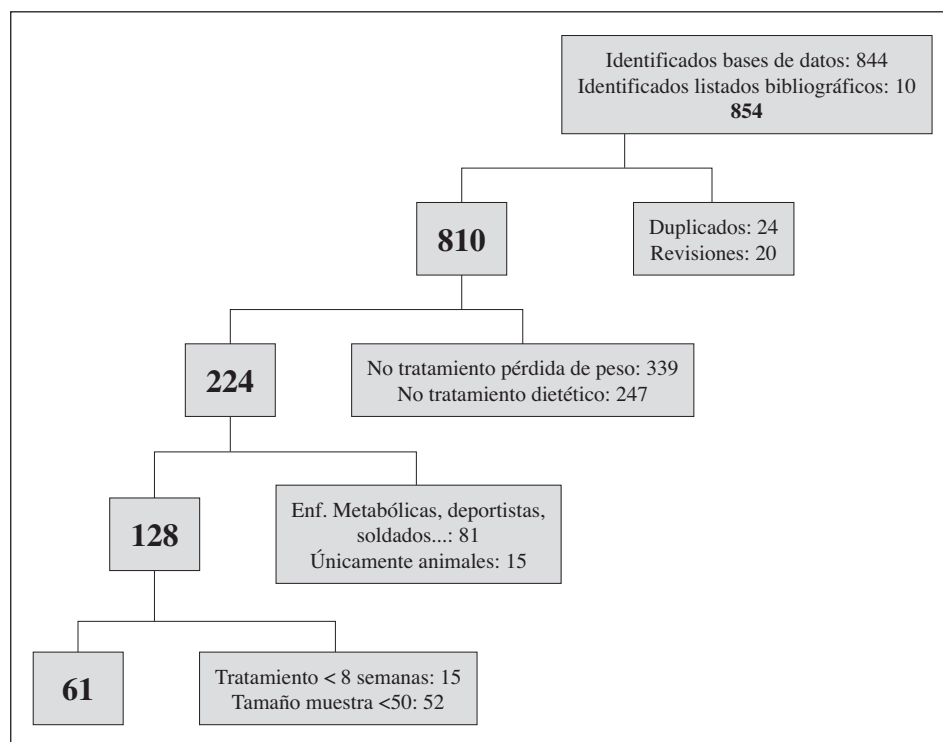 Identificados bases de datos: 844
Identificados listados bibliográficos: 10
854
810
Duplicados: 24
Revisiones: 20
224
No tratamiento pérdida de peso: 339
No tratamiento dietético: 247
128
Enf. Metabólicas, deportistas,
soldados...: 81
Únicamente animales: 15
61
Tratamiento < 8 semanas: 15
Tamaño muestra <50: 52